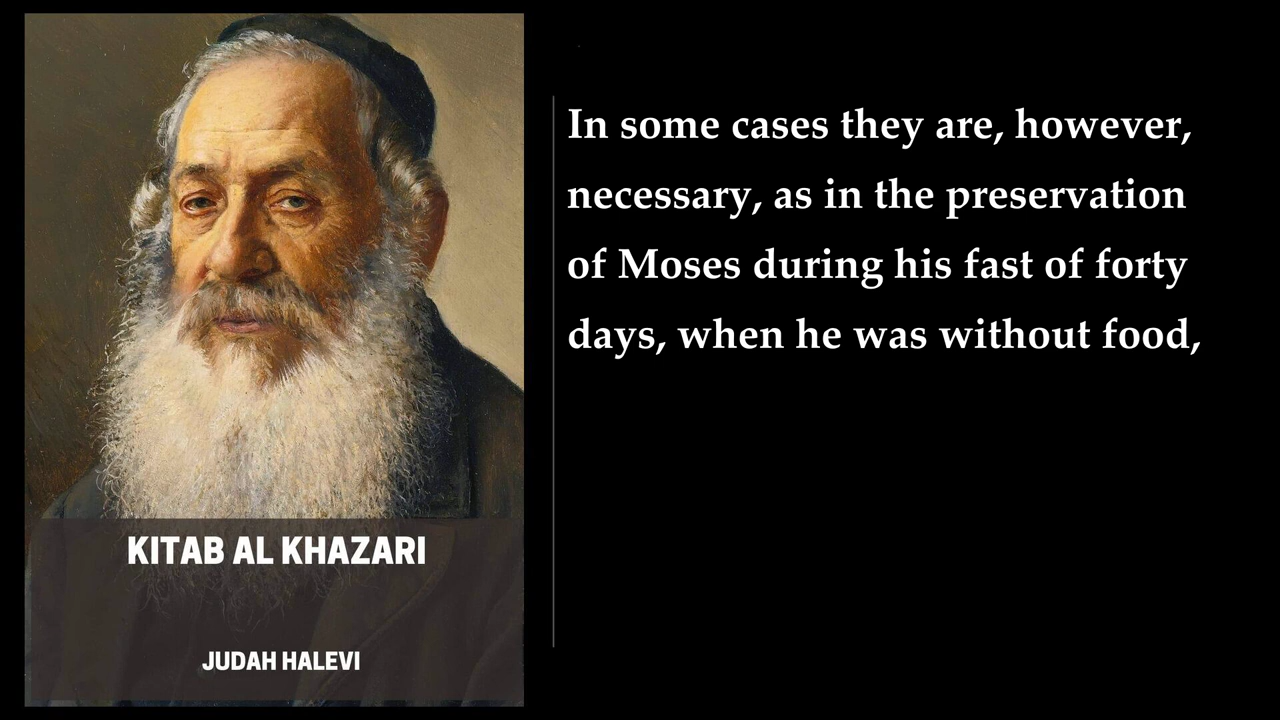 KITAB AL KHAZARI
JUDAH HALEVI
In some cases they are, however,
necessary, as in the preservation
of Moses during his fast of forty
days, when he was without food,